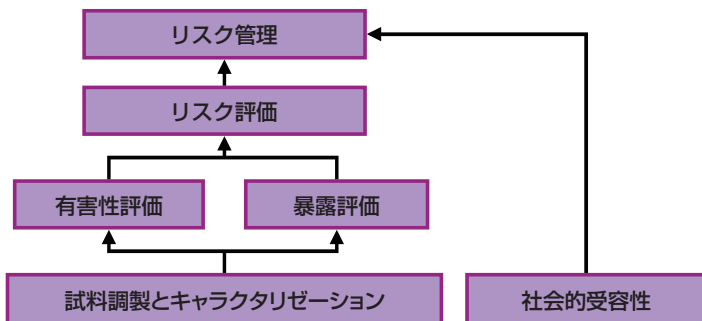 リスク管理
リスク評価
有害性評価
暴露評価
試料調製とキャラクタリゼーション
社会的受容性